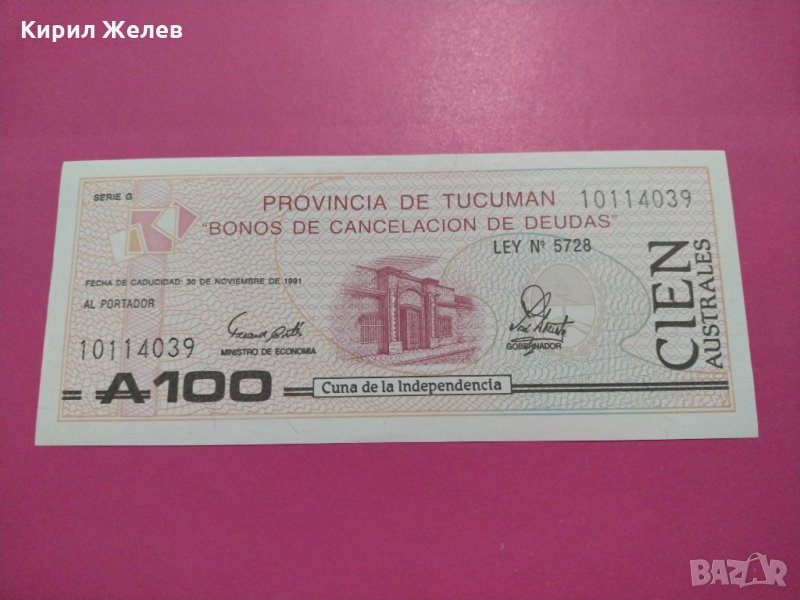 Кирил Желев
SERIE G
PROVINCIA DE TUCUMAN 10114039
"BONOS DE CANCELACION DE DEUDAS"
LEY Nº 5728
FECHA DE CADUCIDAD: 30 DE NOVIEMBRE DE 1991
AL PORTADOR
10114039
MINISTRO DE ECONOMIA
GOBERNADOR
CIEN
AUSTRALES
A100
Cuna de la Independencia
BAZAR